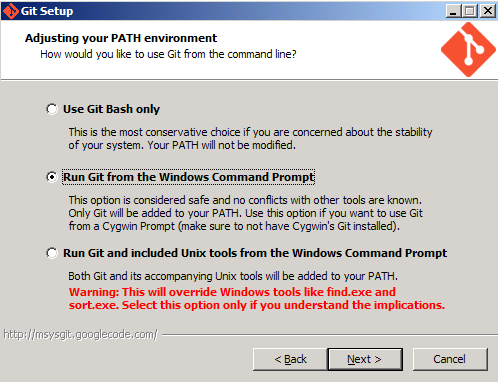 Git Setup
Adjusting your PATH environment
How would you like to use Git from the command line?
Use Git Bash only
This is the most conservative choice if you are concerned about the stability
of your system. Your PATH will not be modified.
Run Git from the Windows Command Prompt
This option is considered safe and no conflicts with other tools are known.
Only Git will be added to your PATH. Use this option if you want to use Git
from a Cygwin Prompt (make sure to not have Cygwin's Git installed).
Run Git and included Unix tools from the Windows Command Prompt
Both Git and its accompanying Unix tools will be added to your PATH.
Warning: This will override Windows tools like find.exe and
sort.exe. Select this option only if you understand the implications.
http://msysgit.googlecode.com/
< Back Next > Cancel